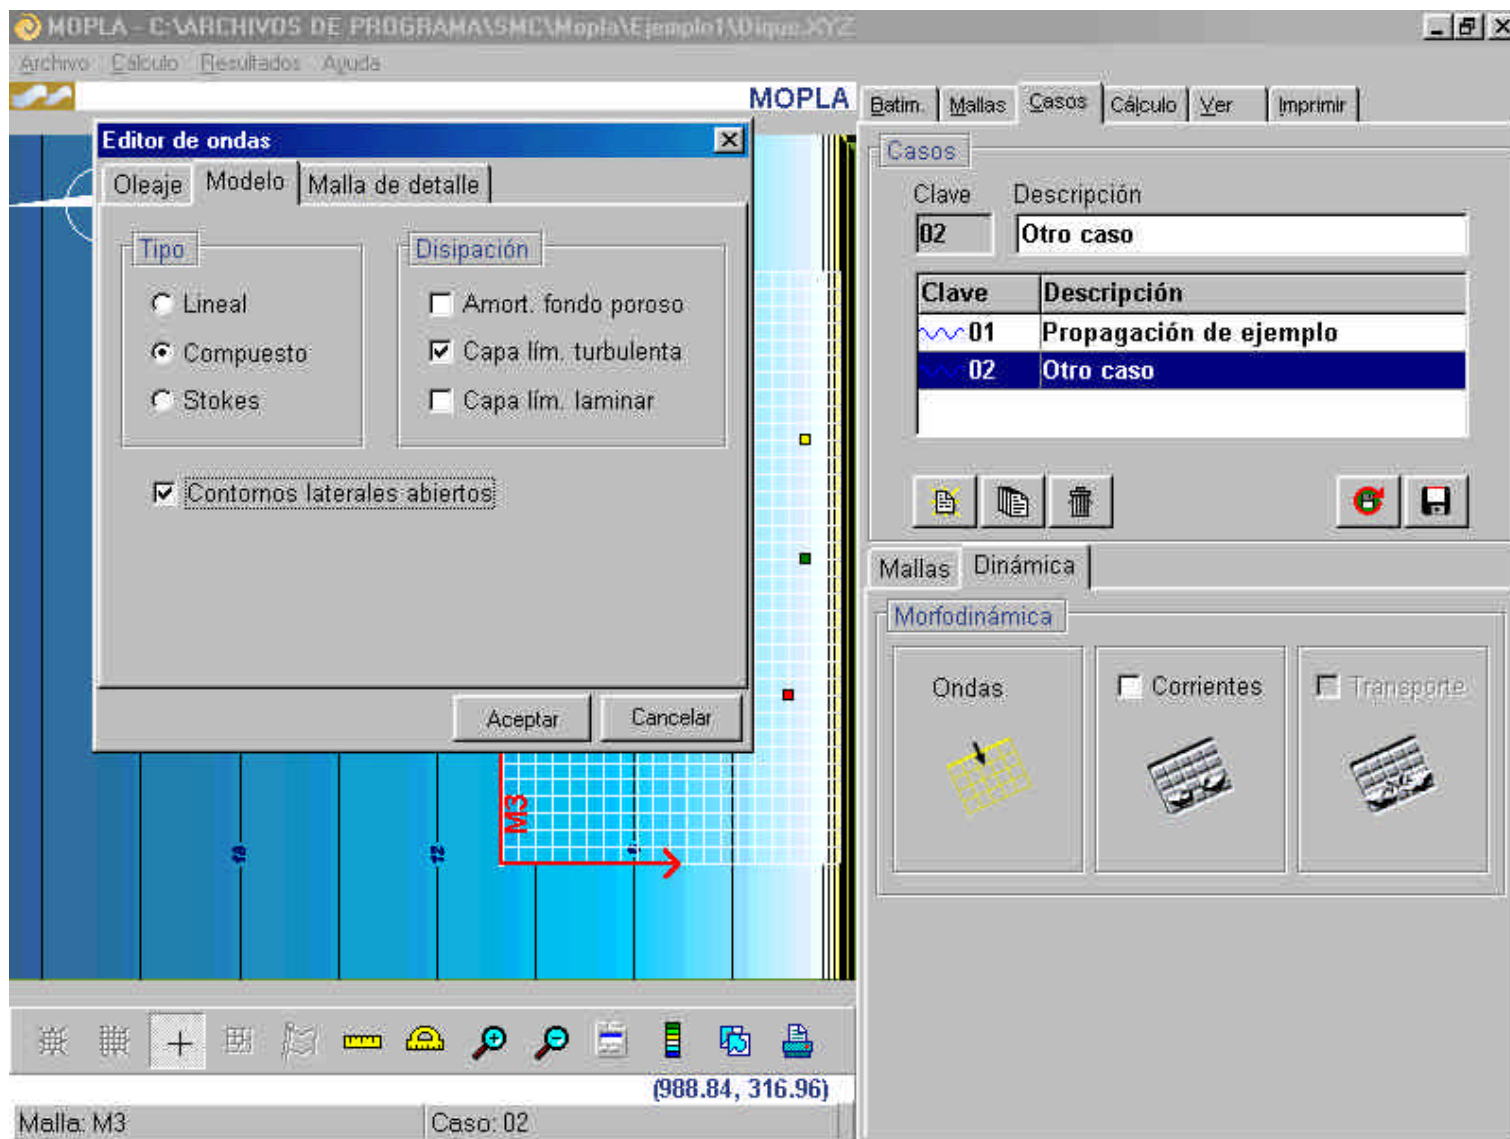 MOPLA - C:\ARCHIVOS DE PROGRAMA\SMC\Mopla\Ejemplo1\Dique.XYZ
Archivo Cálculo Resultados Ayuda
MOPLA
Batim. Mallas Casos Cálculo Ver Imprimir
Editor de ondas
Oleaje Modelo Malla de detalle
Tipo
Lineal
Compuesto
Stokes
Disipación
Amort. fondo poroso
Capa lím. turbulenta
Capa lím. laminar
Contornos laterales abiertos
Aceptar Cancelar
M3
18
12
Casos
Clave Descripción
02 Otro caso
Clave Descripción
01 Propagación de ejemplo
02 Otro caso
Mallas Dinámica
Morfodinámica
Ondas
Corrientes
Transporte
(988.84, 316.96)
Malla: M3 Caso: 02